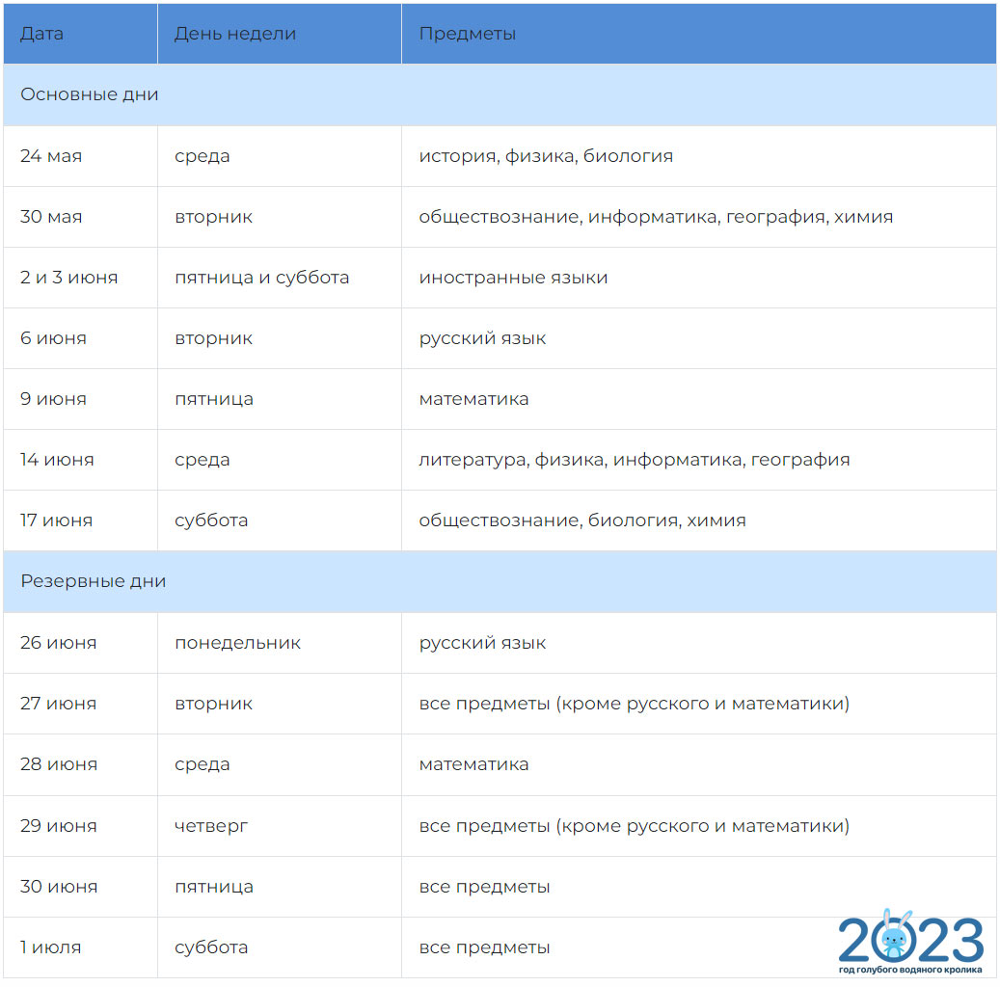 Дата День недели Предметы
Основные дни
24 мая среда история, физика, биология
30 мая вторник обществознание, информатика, география, химия
2 и 3 июня пятница и суббота иностранные языки
6 июня вторник русский язык
9 июня пятница математика
14 июня среда литература, физика, информатика, география
17 июня суббота обществознание, биология, химия
Резервные дни
26 июня понедельник русский язык
27 июня вторник все предметы (кроме русского и математики)
28 июня среда математика
29 июня четверг все предметы (кроме русского и математики)
30 июня пятница все предметы
1 июля суббота все предметы
2023
год голубого водяного кролика